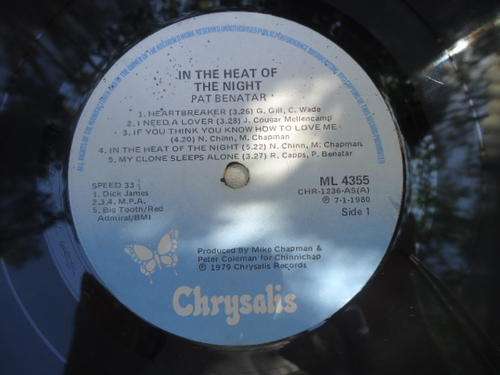 IN THE HEAT OF
THE NIGHT
PAT BENATAR
1. HEARTBREAKER (3.26) G. Gill, C. Wade
2. I NEED A LOVER (3.28) J. Cougar Mellencamp
3. IF YOU THINK YOU KNOW HOW TO LOVE ME
(4.20) N. Chinn, M. Chapman
4. IN THE HEAT OF THE NIGHT (5.22) N. Chinn, M. Chapman
5. MY CLONE SLEEPS ALONE (3.27) R. Capps, P. Benatar
SPEED 33
1. Dick James
2.3.4. M.P.A.
5. Big Tooth/Red
Admiral/BMI
ML 4355
CHR-1236-AS(A)
℗ 7-1-1980
Side 1
Produced by Mike Chapman &
Peter Coleman for Chinnichap
℗ 1979 Chrysalis Records
Chrysalis